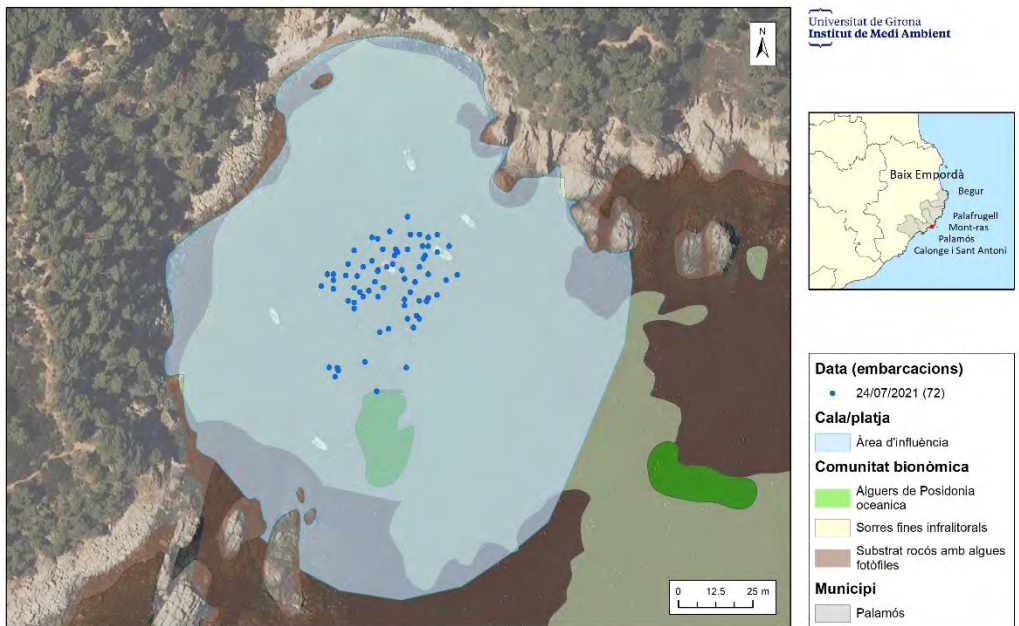 N
Universitat de Girona
Institut de Medi Ambient
Baix Empordà
Begur
Palafrugell
Mont-ras
Palamós
Calonge i Sant Antoni
Data (embarcacions)
24/07/2021 (72)
Cala/platja
Àrea d'influència
Comunitat bionòmica
Alguers de Posidonia
oceanica
Sorres fines infralitorals
Substrat rocós amb algues
fotòfiles
Municipi
Palamós
0 12.5 25 m